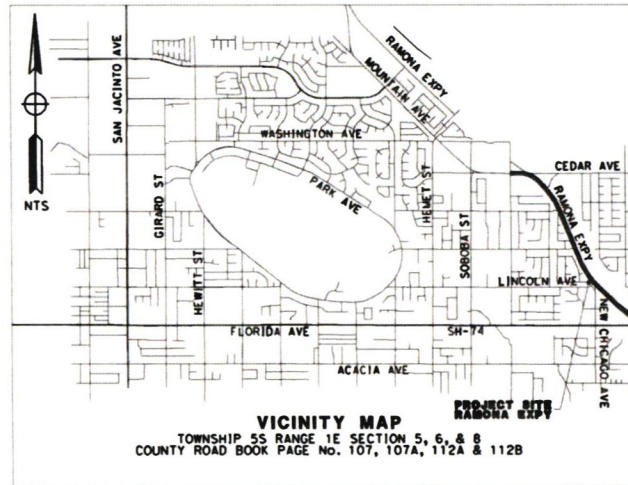 SAN JACINTO AVE
RAMONA EXPY
MOUNTAIN AVE
WASHINGTON AVE
NTS
GIRARD ST
PARK AVE
HEMET ST
CEDAR AVE
RAMONA EXPY
SOBOBA ST
HEWITT ST
LINCOLN AVE
NEW CHICAGO AVE
FLORIDA AVE
SH-74
ACACIA AVE
PROJECT SITE
RAMONA EXPY
VICINITY MAP
TOWNSHIP 5S RANGE 1E SECTION 5, 6, & 8
COUNTY ROAD BOOK PAGE No. 107, 107A, 112A & 112B